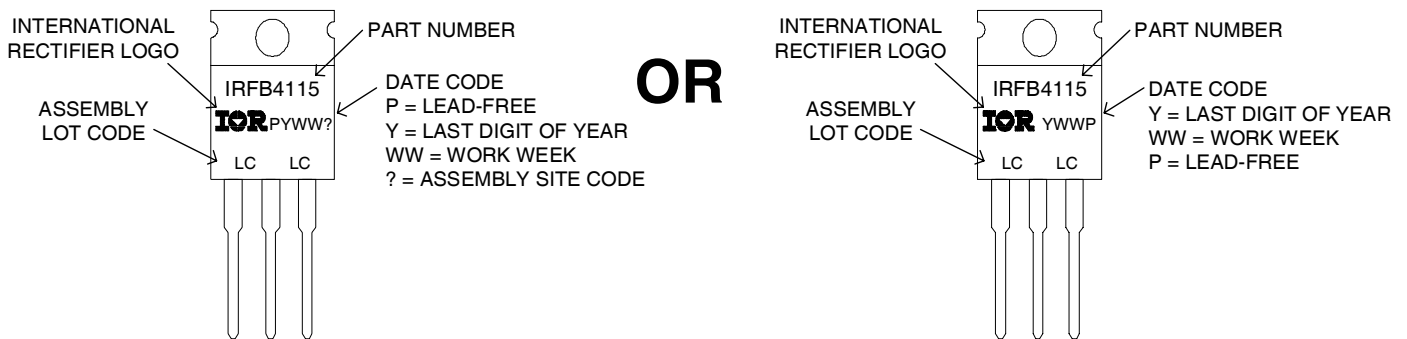 INTERNATIONAL
RECTIFIER LOGO
PART NUMBER
IRFB4115
IOR PYWW?
ASSEMBLY
LOT CODE
LC LC
DATE CODE
P = LEAD-FREE
Y = LAST DIGIT OF YEAR
WW = WORK WEEK
? = ASSEMBLY SITE CODE
OR
INTERNATIONAL
RECTIFIER LOGO
PART NUMBER
IRFB4115
IOR YWWP
ASSEMBLY
LOT CODE
LC LC
DATE CODE
Y = LAST DIGIT OF YEAR
WW = WORK WEEK
P = LEAD-FREE